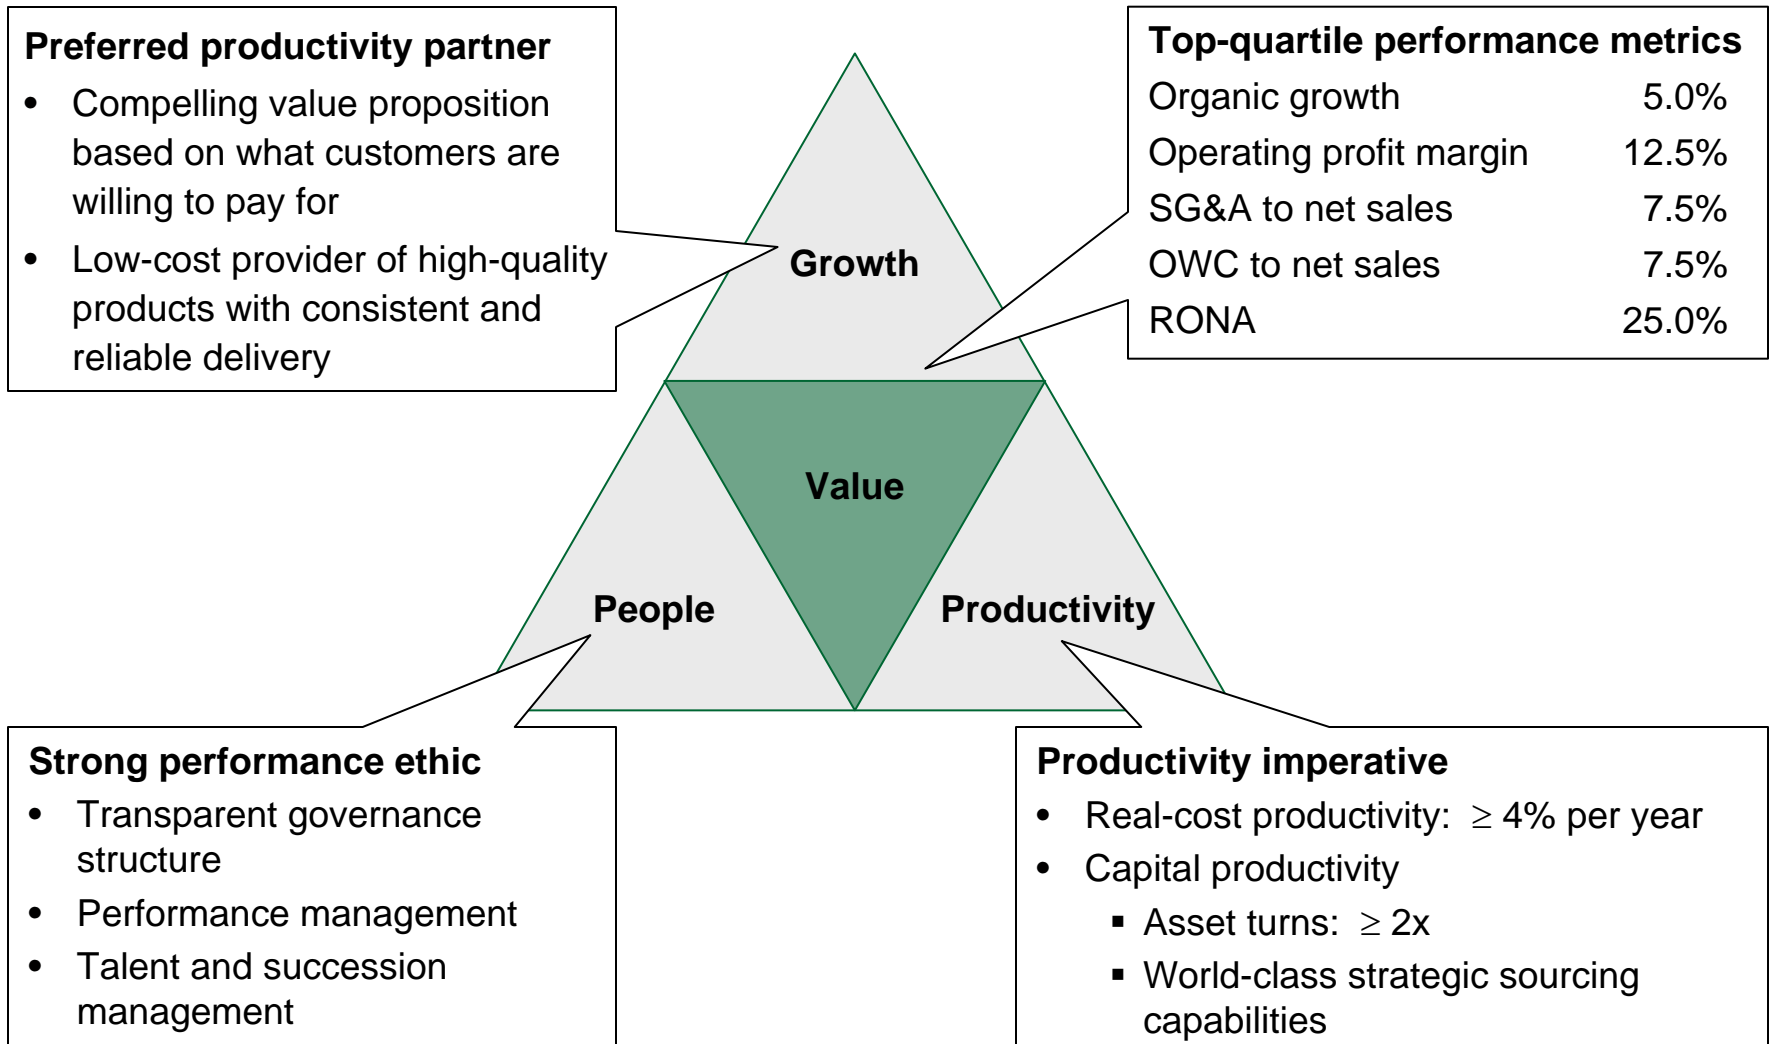 Preferred productivity partner
• Compelling value proposition
based on what customers are
willing to pay for
• Low-cost provider of high-quality
products with consistent and
reliable delivery
Top-quartile performance metrics
Organic growth 5.0%
Operating profit margin 12.5%
SG&A to net sales 7.5%
OWC to net sales 7.5%
RONA 25.0%
Growth
Value
People
Productivity
Strong performance ethic
• Transparent governance
structure
• Performance management
• Talent and succession
management
Productivity imperative
• Real-cost productivity: ≥ 4% per year
• Capital productivity
▪ Asset turns: ≥ 2x
▪ World-class strategic sourcing
capabilities